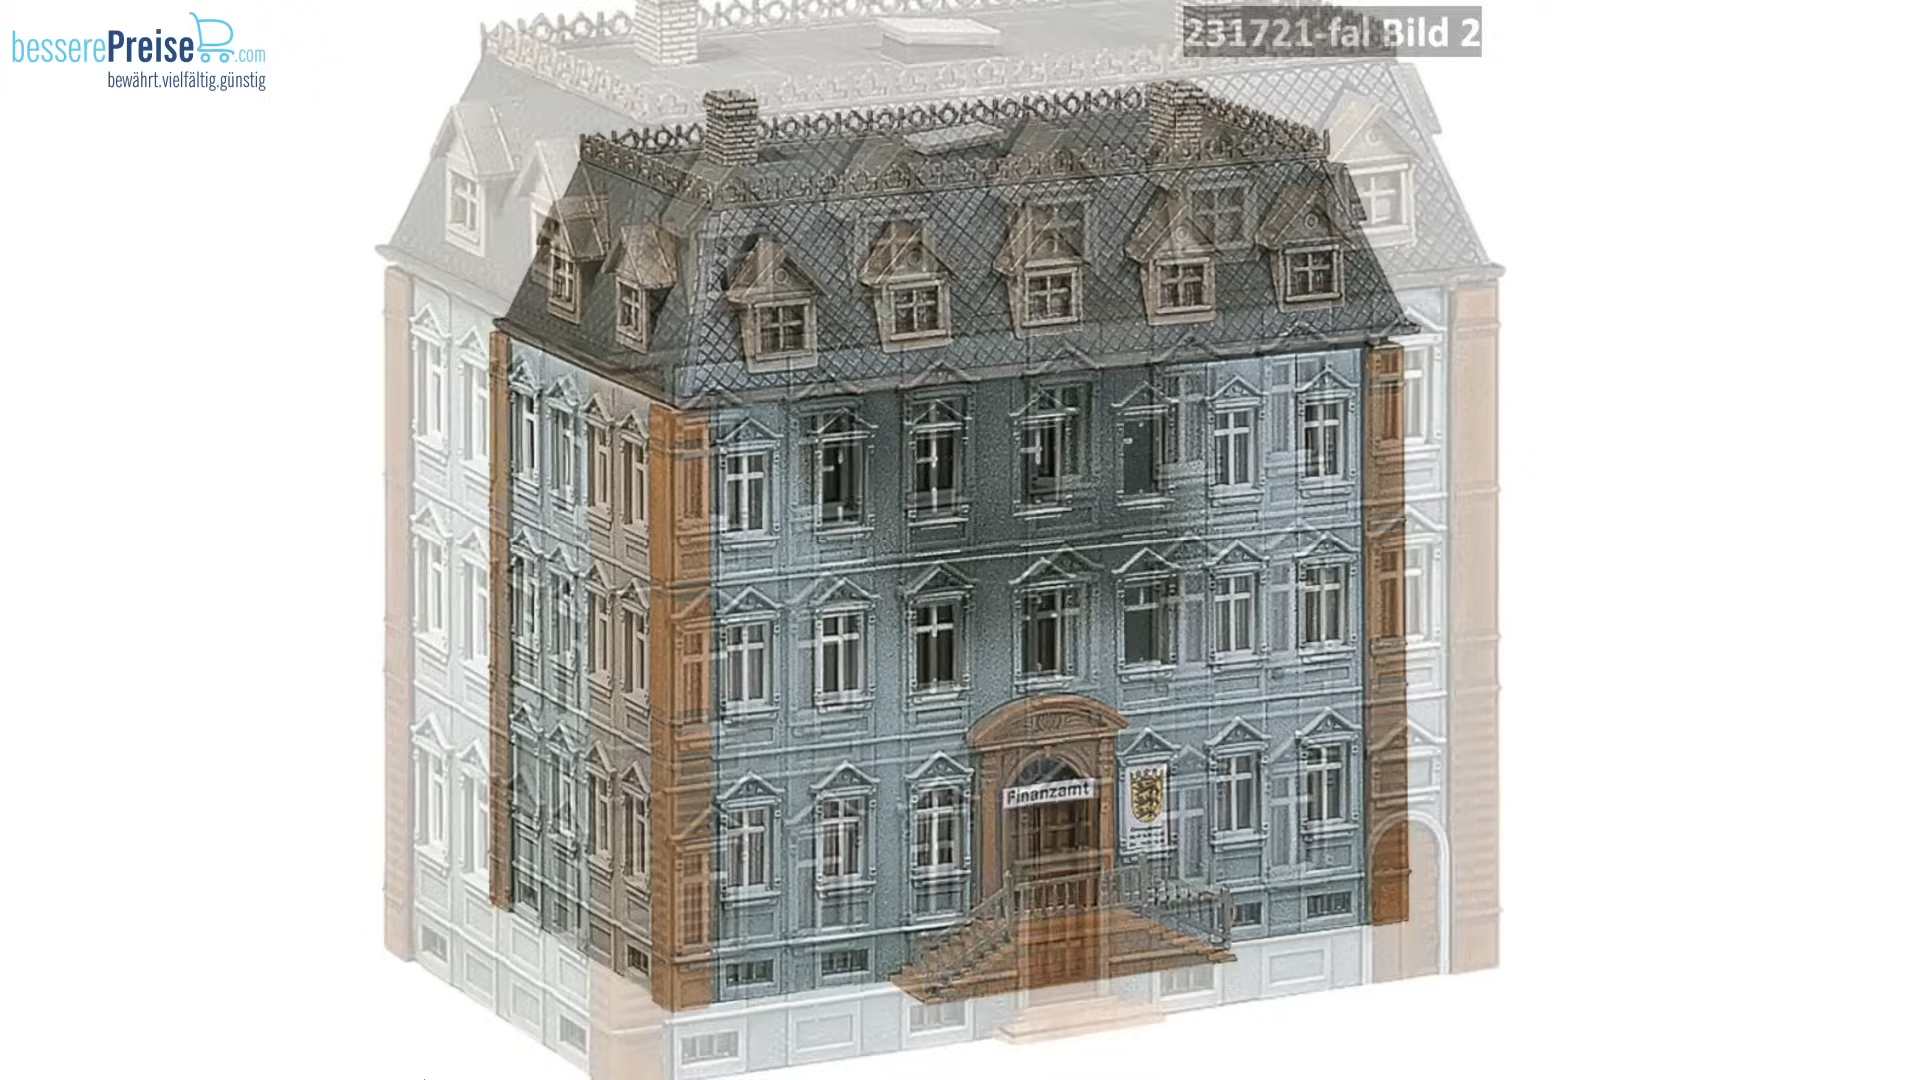 besserePreise.com
bewährt.vielfältig.günstig
231721-fal Bild 2
Finanzamt